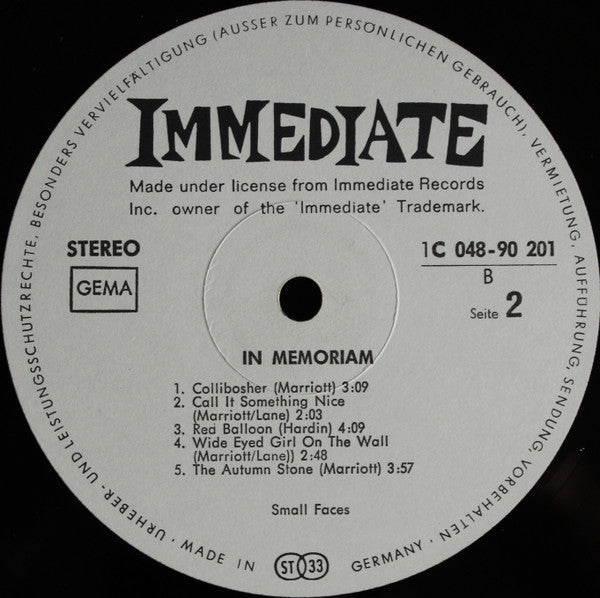 IMMEDIATE
Made under license from Immediate Records
Inc. owner of the 'Immediate' Trademark.
STEREO
GEMA
1C 048-90 201
B
Seite 2
IN MEMORIAM
1. Collibosher (Marriott) 3:09
2. Call It Something Nice
(Marriott/Lane) 2:03
3. Red Balloon (Hardin) 4:09
4. Wide Eyed Girl On The Wall
(Marriott/Lane)) 2:48
5. The Autumn Stone (Marriott) 3:57
Small Faces
URHEBER- UND LEISTUNGSSCHUTZRECHTE, BESONDERS VERVIELFÄLTIGUNG (AUSSER ZUM PERSÖNLICHEN GEBRAUCH), VERMIETUNG, AUFFÜHRUNG, SENDUNG, VORBEHALTEN · MADE IN ST 33 GERMANY ·